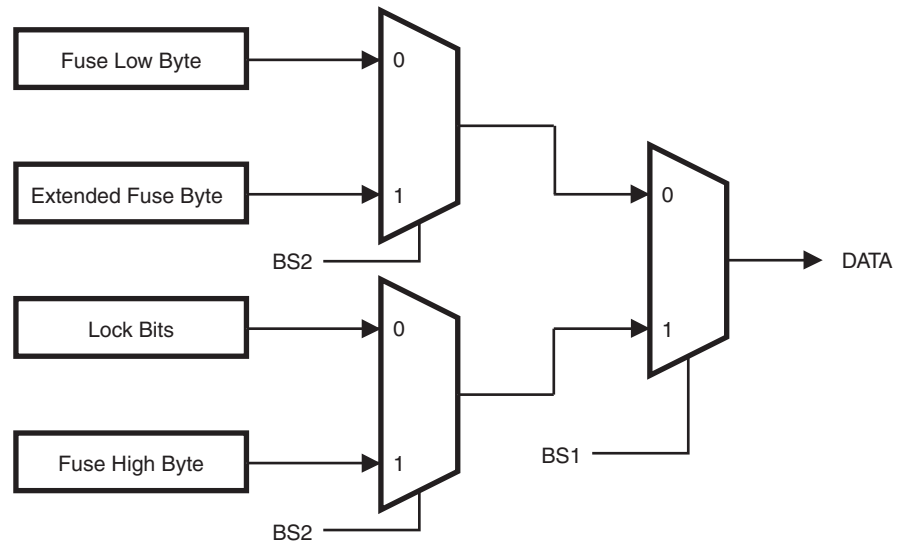 Fuse Low Byte
0
Extended Fuse Byte
1
BS2
0
DATA
Lock Bits
0
1
Fuse High Byte
1
BS1
BS2